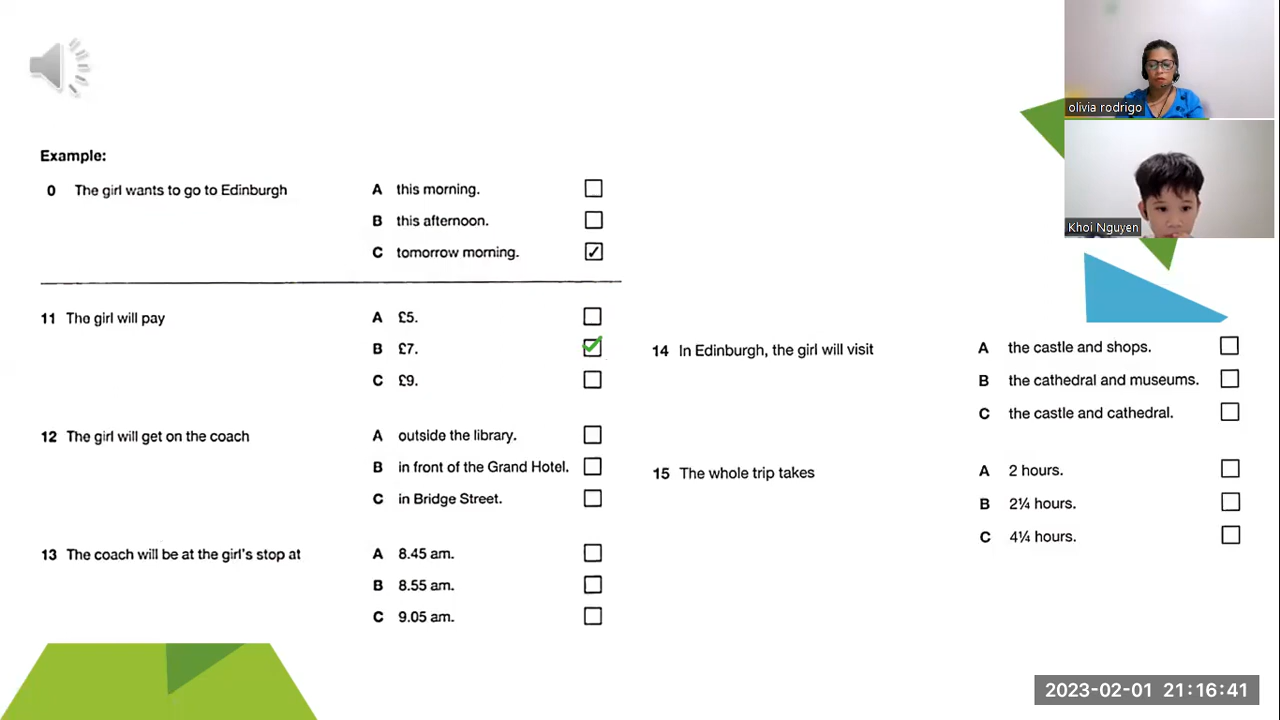 olivia rodrigo
Khoi Nguyen
Example:
0 The girl wants to go to Edinburgh
A this morning.
B this afternoon.
C tomorrow morning.
11 The girl will pay
A £5.
B £7.
C £9.
12 The girl will get on the coach
A outside the library.
B in front of the Grand Hotel.
C in Bridge Street.
13 The coach will be at the girl's stop at
A 8.45 am.
B 8.55 am.
C 9.05 am.
14 In Edinburgh, the girl will visit
A the castle and shops.
B the cathedral and museums.
C the castle and cathedral.
15 The whole trip takes
A 2 hours.
B 2¼ hours.
C 4¼ hours.
2023-02-01 21:16:41